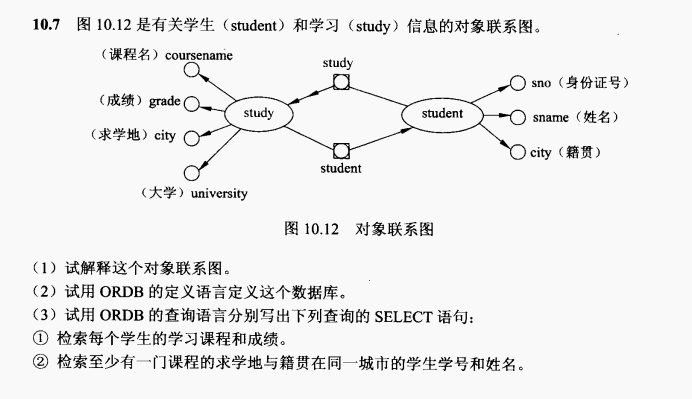 10.7 图 10.12 是有关学生（student）和学习（study）信息的对象联系图。
（课程名）coursename
study
（成绩）grade
study
student
sno（身份证号）
（求学地）city
sname（姓名）
city（籍贯）
student
（大学）university
图 10.12 对象联系图
（1）试解释这个对象联系图。
（2）试用 ORDB 的定义语言定义这个数据库。
（3）试用 ORDB 的查询语言分别写出下列查询的 SELECT 语句：
① 检索每个学生的学习课程和成绩。
② 检索至少有一门课程的求学地与籍贯在同一城市的学生学号和姓名。